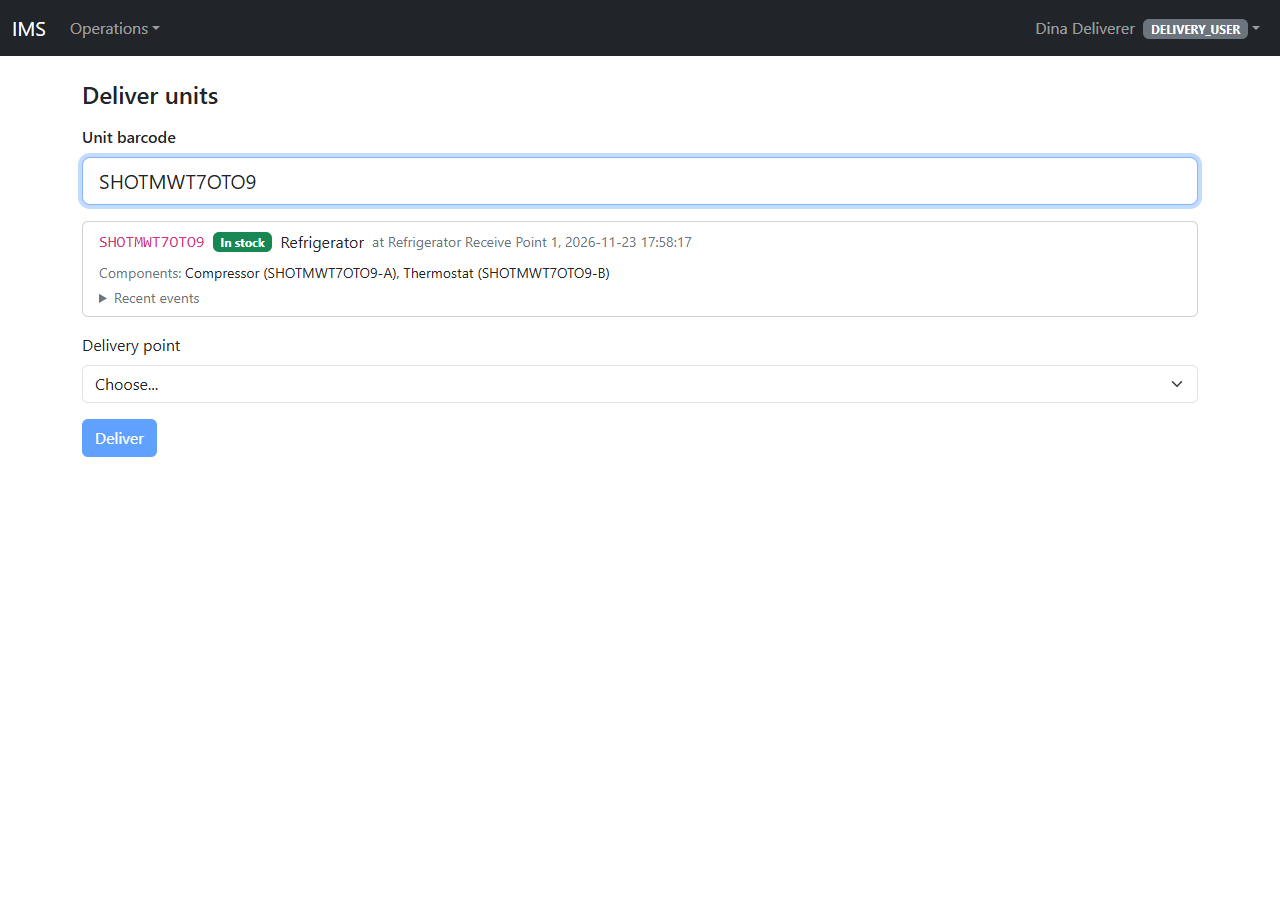 IMS Operations Dina Deliverer DELIVERY_USER
Deliver units
Unit barcode
SHOTMWT7OTO9
SHOTMWT7OTO9 In stock Refrigerator at Refrigerator Receive Point 1, 2026-11-23 17:58:17
Components: Compressor (SHOTMWT7OTO9-A), Thermostat (SHOTMWT7OTO9-B)
Recent events
Delivery point
Choose...
Deliver